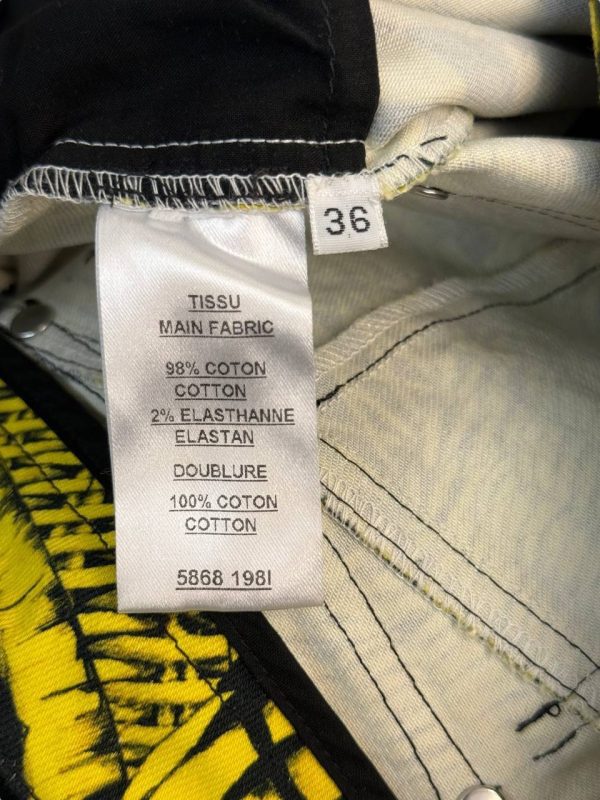 36
TISSU
MAIN FABRIC
98% COTON
COTTON
2% ELASTHANNE
ELASTAN
DOUBLURE
100% COTON
COTTON
5868 198I